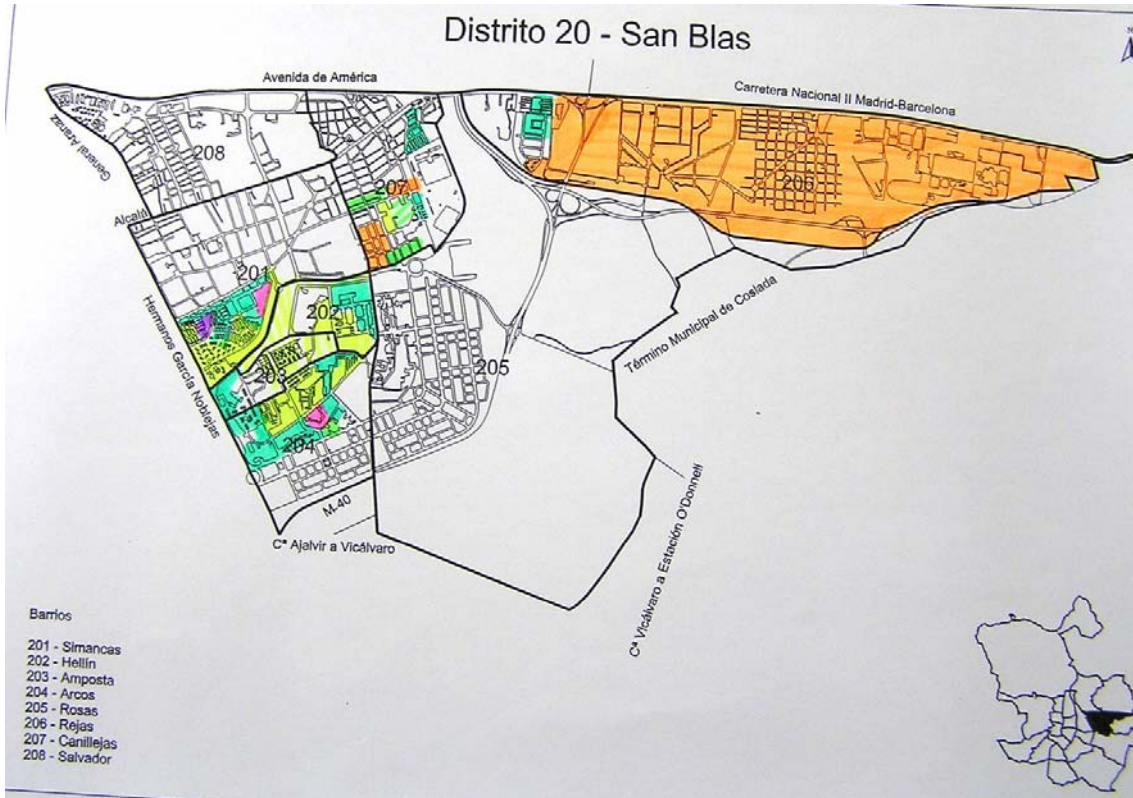 Distrito 20 - San Blas
Avenida de América
Carretera Nacional II Madrid-Barcelona
General Aranaz
208
207
206
Alcalá
201
202
Hermanos García Noblejas
Término Municipal de Coslada
205
204
M-40
Cª Ajalvir a Vicálvaro
Cª Vicálvaro a Estación O'Donnell
Barrios
201 - Simancas
202 - Hellín
203 - Amposta
204 - Arcos
205 - Rosas
206 - Rejas
207 - Canillejas
208 - Salvador